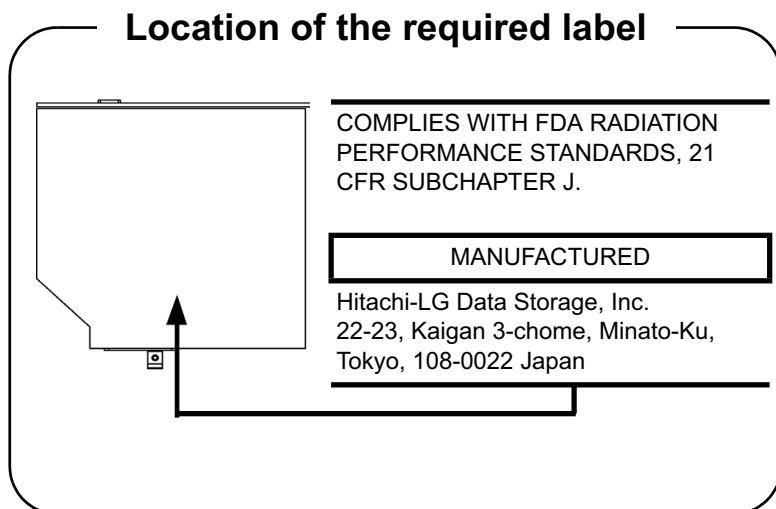 Location of the required label
COMPLIES WITH FDA RADIATION
PERFORMANCE STANDARDS, 21
CFR SUBCHAPTER J.
MANUFACTURED
Hitachi-LG Data Storage, Inc.
22-23, Kaigan 3-chome, Minato-Ku,
Tokyo, 108-0022 Japan